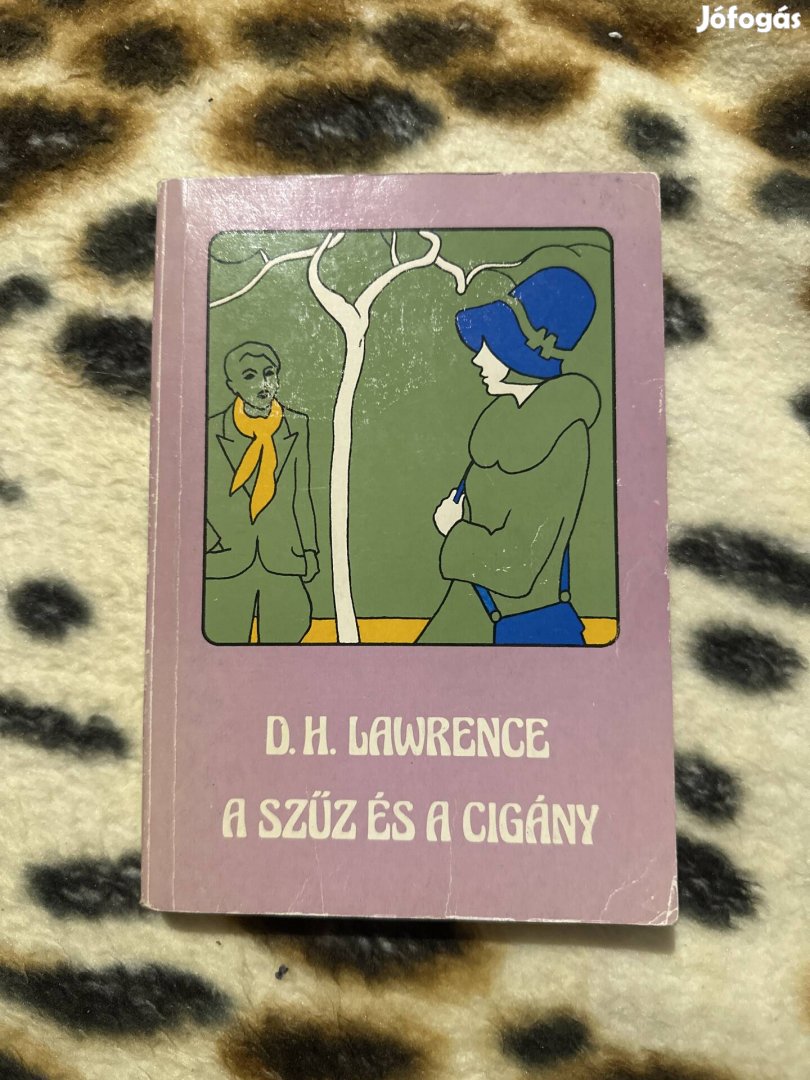 Jófogás
D. H. LAWRENCE
A SZŰZ ÉS A CIGÁNY